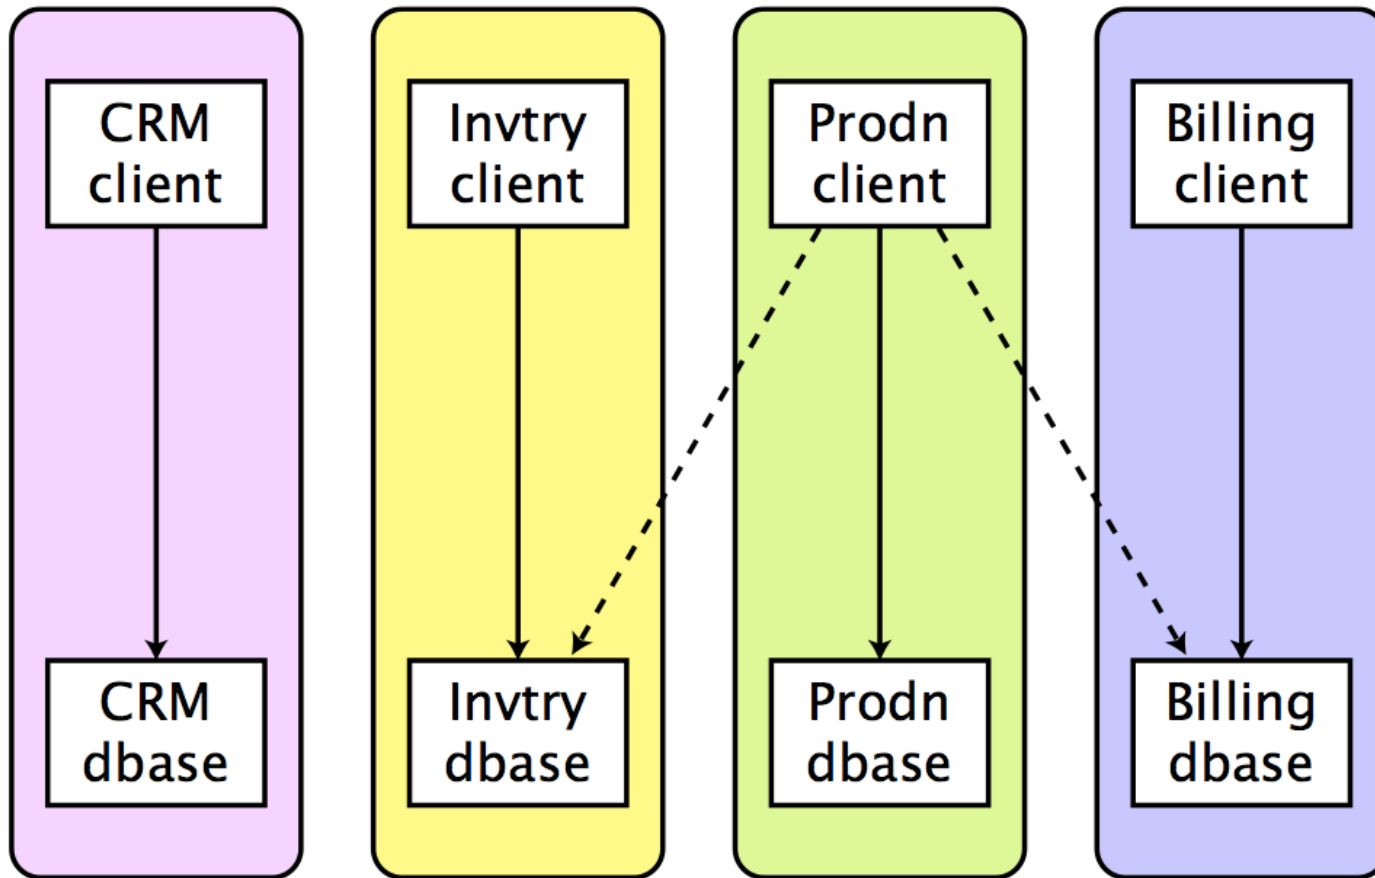 CRM
client
Invtry
client
Prodn
client
Billing
client
CRM
dbase
Invtry
dbase
Prodn
dbase
Billing
dbase